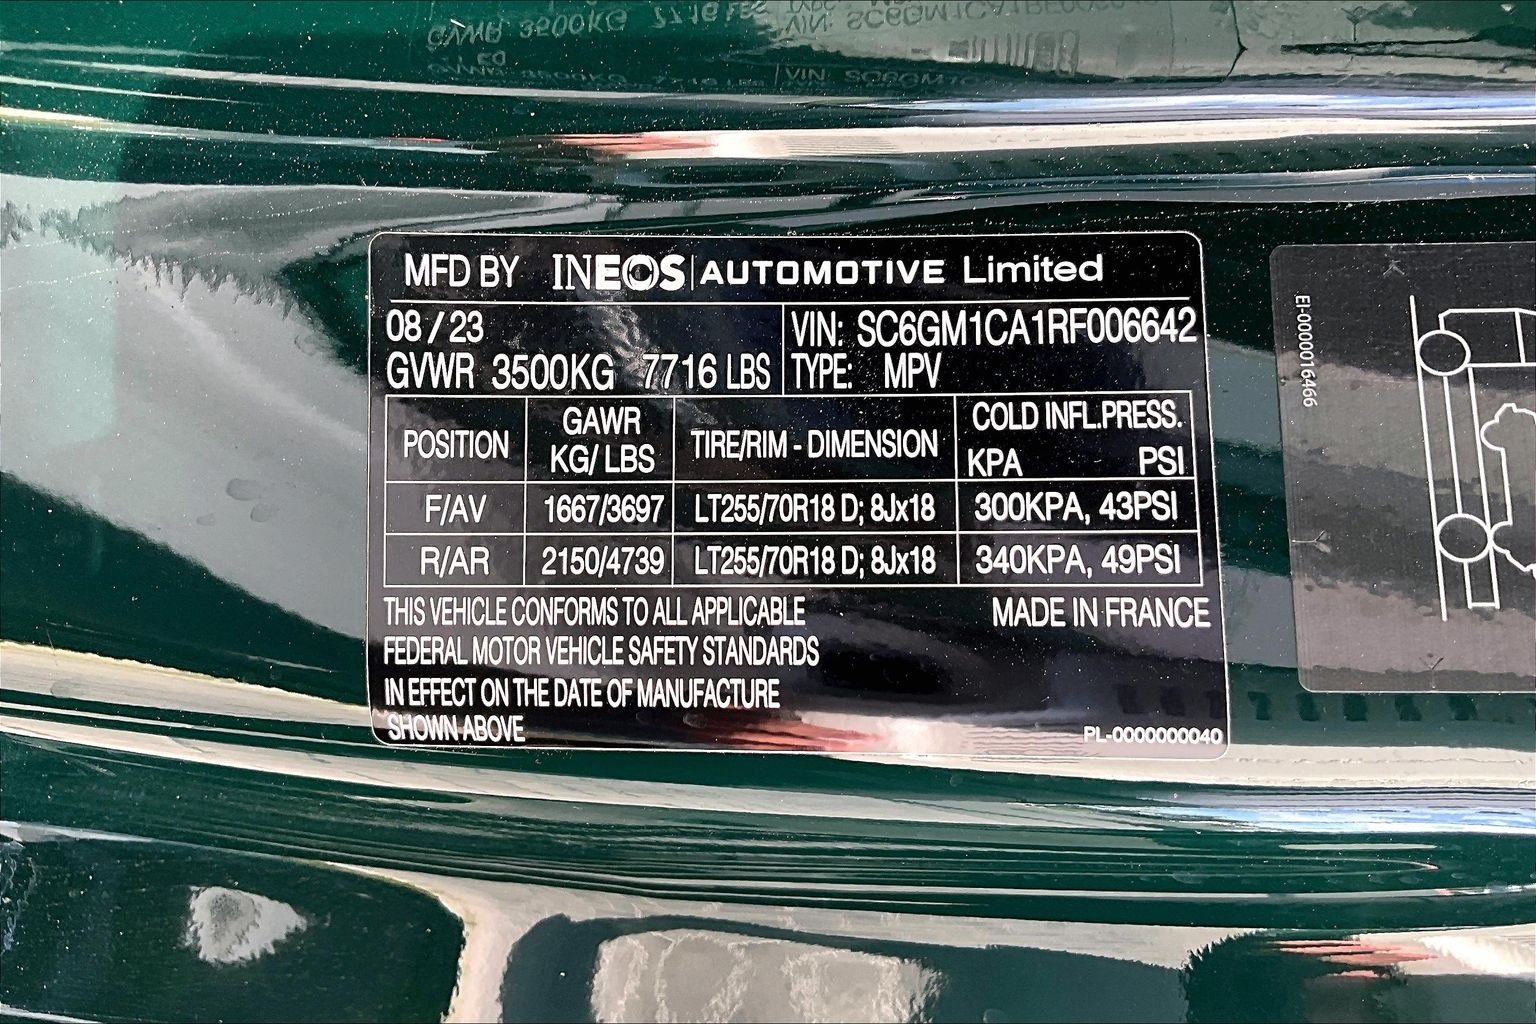 MFD BY INEOS AUTOMOTIVE Limited
08 / 23
GVWR 3500KG 7716 LBS
VIN: SC6GM1CA1RF006642
TYPE: MPV
POSITION GAWR KG/ LBS TIRE/RIM - DIMENSION COLD INFL.PRESS. KPA PSI
F/AV 1667/3697 LT255/70R18 D; 8Jx18 300KPA, 43PSI
R/AR 2150/4739 LT255/70R18 D; 8Jx18 340KPA, 49PSI
THIS VEHICLE CONFORMS TO ALL APPLICABLE
FEDERAL MOTOR VEHICLE SAFETY STANDARDS
IN EFFECT ON THE DATE OF MANUFACTURE
SHOWN ABOVE
MADE IN FRANCE
PL-0000000040
EI-0000016466